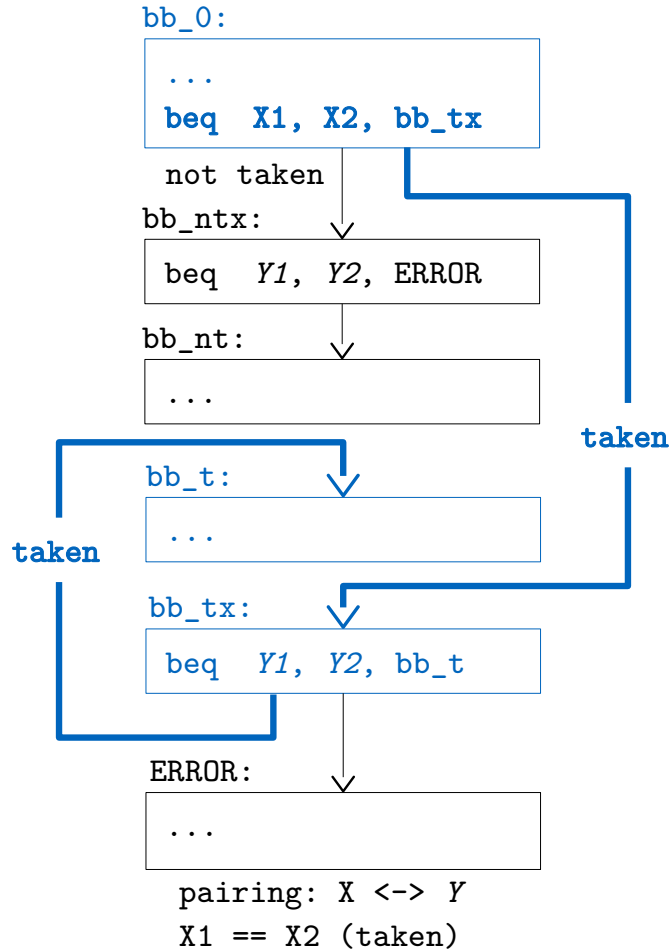 bb_0:
...
beq X1, X2, bb_tx
not taken
bb_ntx:
beq Y1, Y2, ERROR
bb_nt:
...
taken
bb_t:
...
taken
bb_tx:
beq Y1, Y2, bb_t
ERROR:
...
pairing: X <-> Y
X1 == X2 (taken)